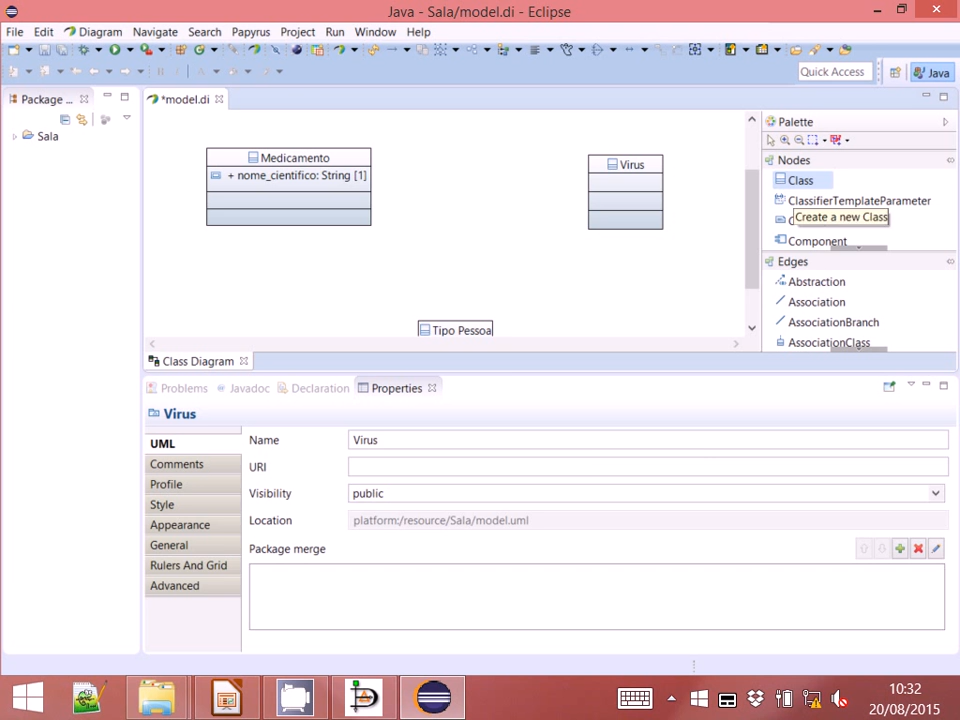 Java - Sala/model.di - Eclipse
File Edit Diagram Navigate Search Papyrus Project Run Window Help
Quick Access
Java
Package ...
*model.di
Sala
Medicamento
+ nome_cientifico: String [1]
Virus
Tipo Pessoa
Palette
Nodes
Class
ClassifierTemplateParameter
Create a new Class
Component
Edges
Abstraction
Association
AssociationBranch
AssociationClass
Class Diagram
Problems Javadoc Declaration Properties
Virus
UML
Comments
Profile
Style
Appearance
General
Rulers And Grid
Advanced
Name Virus
URI
Visibility public
Location platform:/resource/Sala/model.uml
Package merge
10:32
20/08/2015